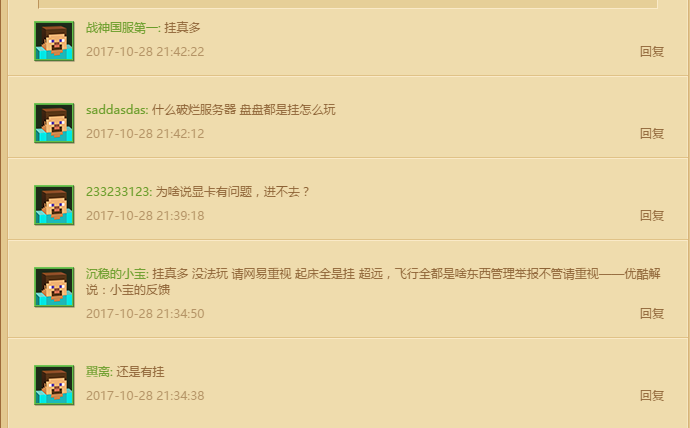 战神国服第一: 挂真多
2017-10-28 21:42:22 回复
saddasdas: 什么破烂服务器 盘盘都是挂怎么玩
2017-10-28 21:42:12 回复
233233123: 为啥说显卡有问题，进不去？
2017-10-28 21:39:18 回复
沉稳的小宝: 挂真多 没法玩 请网易重视 起床全是挂 超远，飞行全都是啥东西管理举报不管请重视——优酷解
说：小宝的反馈
2017-10-28 21:34:50 回复
翼离: 还是有挂
2017-10-28 21:34:38 回复